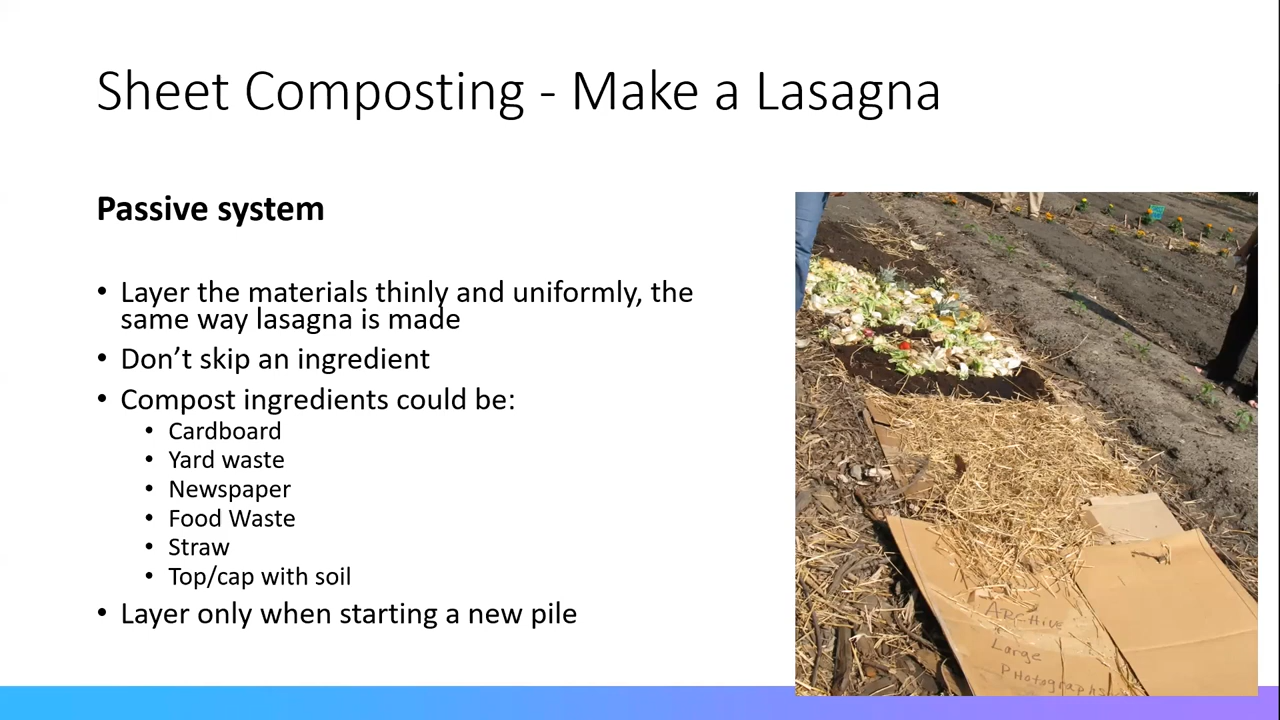 Sheet Composting - Make a Lasagna
Passive system
• Layer the materials thinly and uniformly, the
same way lasagna is made
• Don’t skip an ingredient
• Compost ingredients could be:
• Cardboard
• Yard waste
• Newspaper
• Food Waste
• Straw
• Top/cap with soil
• Layer only when starting a new pile
ARCHive
Large
PHotographs